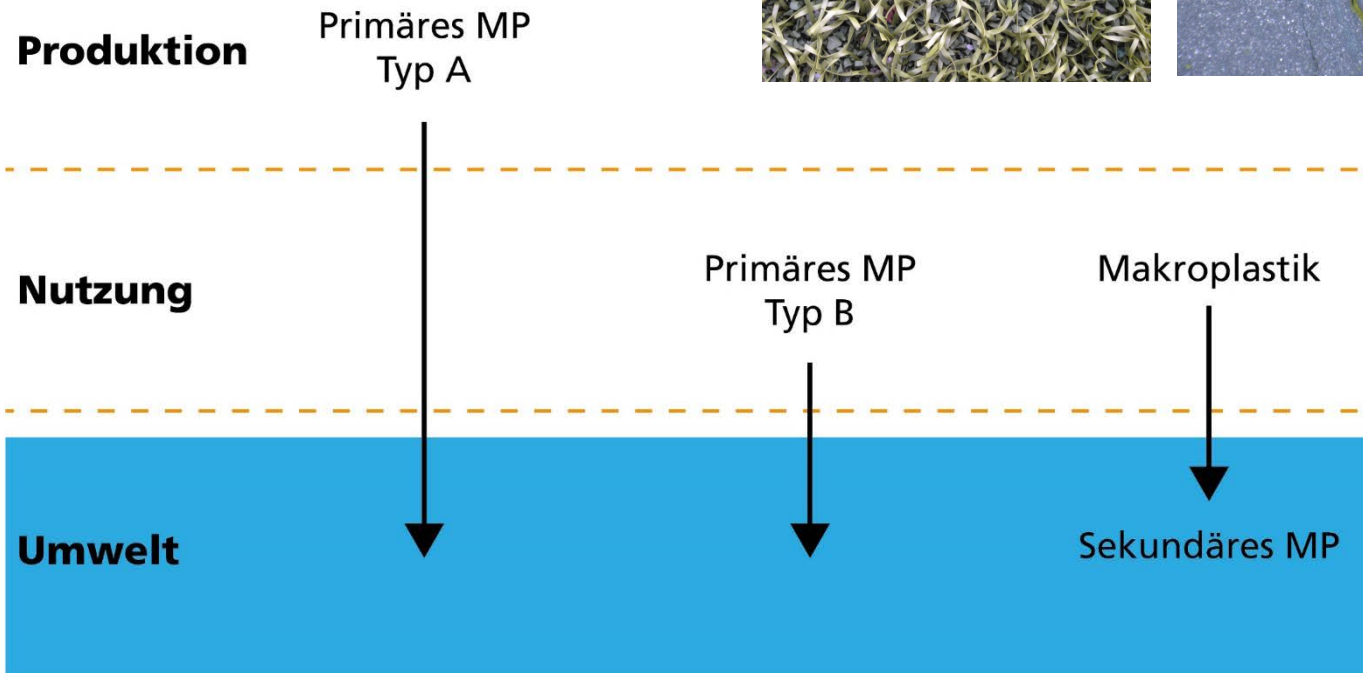 Produktion
Primäres MP
Typ A
Nutzung
Primäres MP
Typ B
Makroplastik
Umwelt
Sekundäres MP